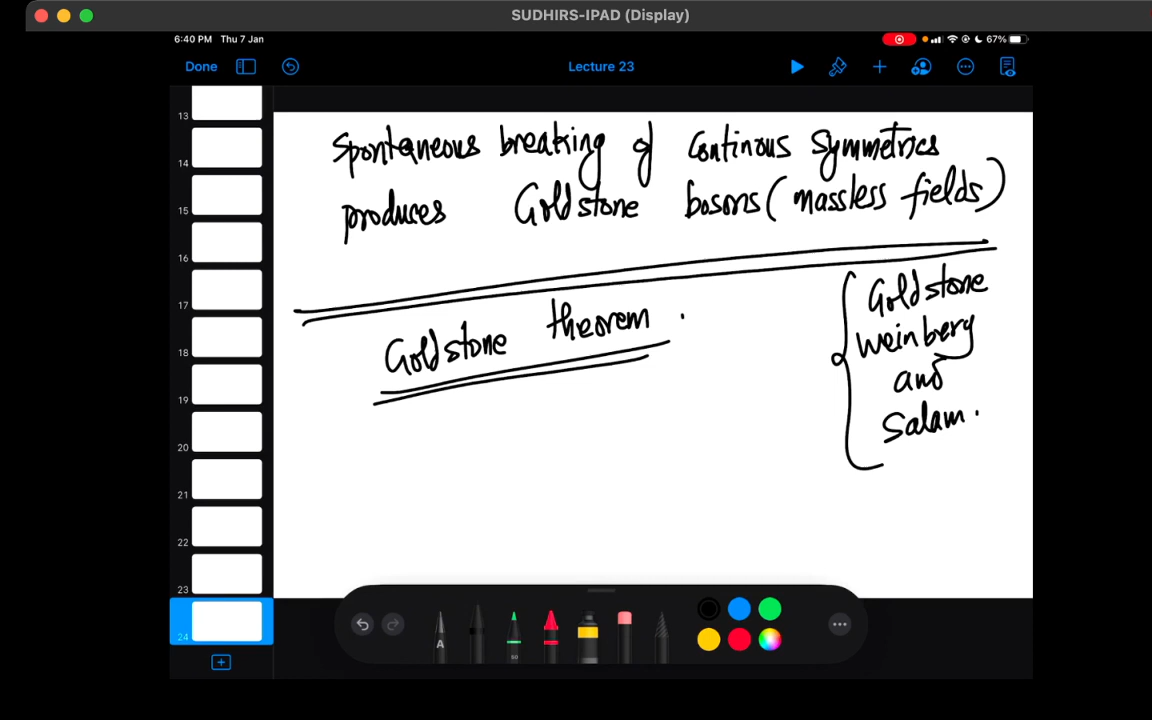 SUDHIRS-IPAD (Display)
6:40 PM Thu 7 Jan
67%
Done
Lecture 23
13
14
15
16
17
18
19
20
21
22
23
24
Spontaneous breaking of Continous Symmetries
produces Goldstone bosons (massless fields)
Goldstone theorem.
Goldstone
Weinberg
and
Salam.
A
50